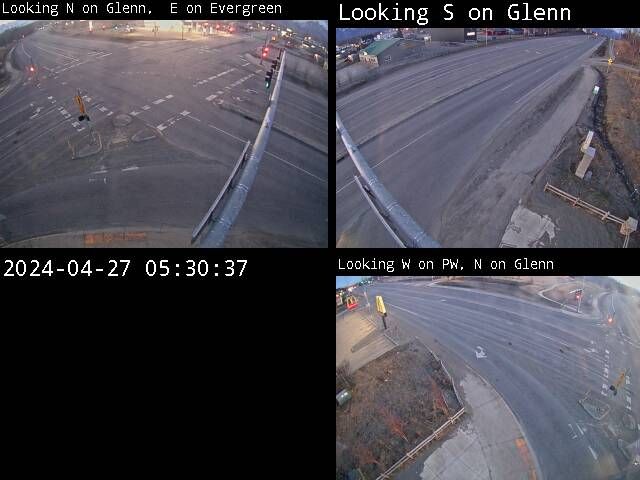 Looking N on Glenn,  E on Evergreen
Looking S on Glenn
2024-04-27 05:30:37
Looking W on PW, N on Glenn